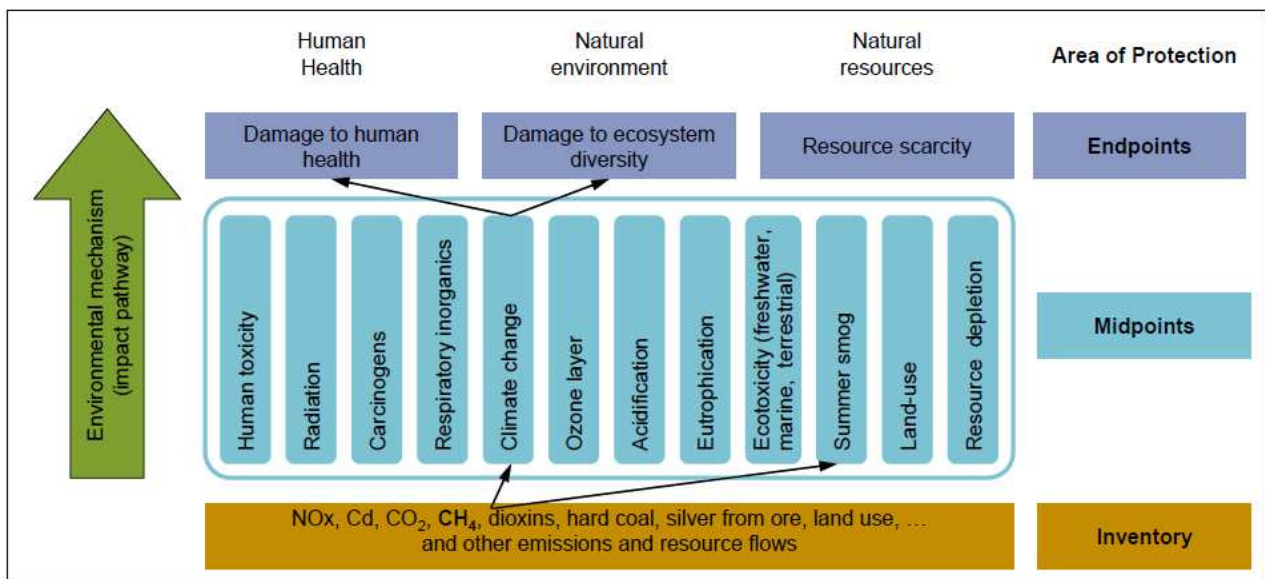 Human
Health
Natural
environment
Natural
resources
Area of Protection
Damage to human
health
Damage to ecosystem
diversity
Resource scarcity
Endpoints
Environmental mechanism
(impact pathway)
Human toxicity
Radiation
Carcinogens
Respiratory inorganics
Climate change
Ozone layer
Acidification
Eutrophication
Ecotoxicity (freshwater,
marine, terrestrial)
Summer smog
Land-use
Resource depletion
Midpoints
NOx, Cd, CO₂, CH₄, dioxins, hard coal, silver from ore, land use, ...
and other emissions and resource flows
Inventory